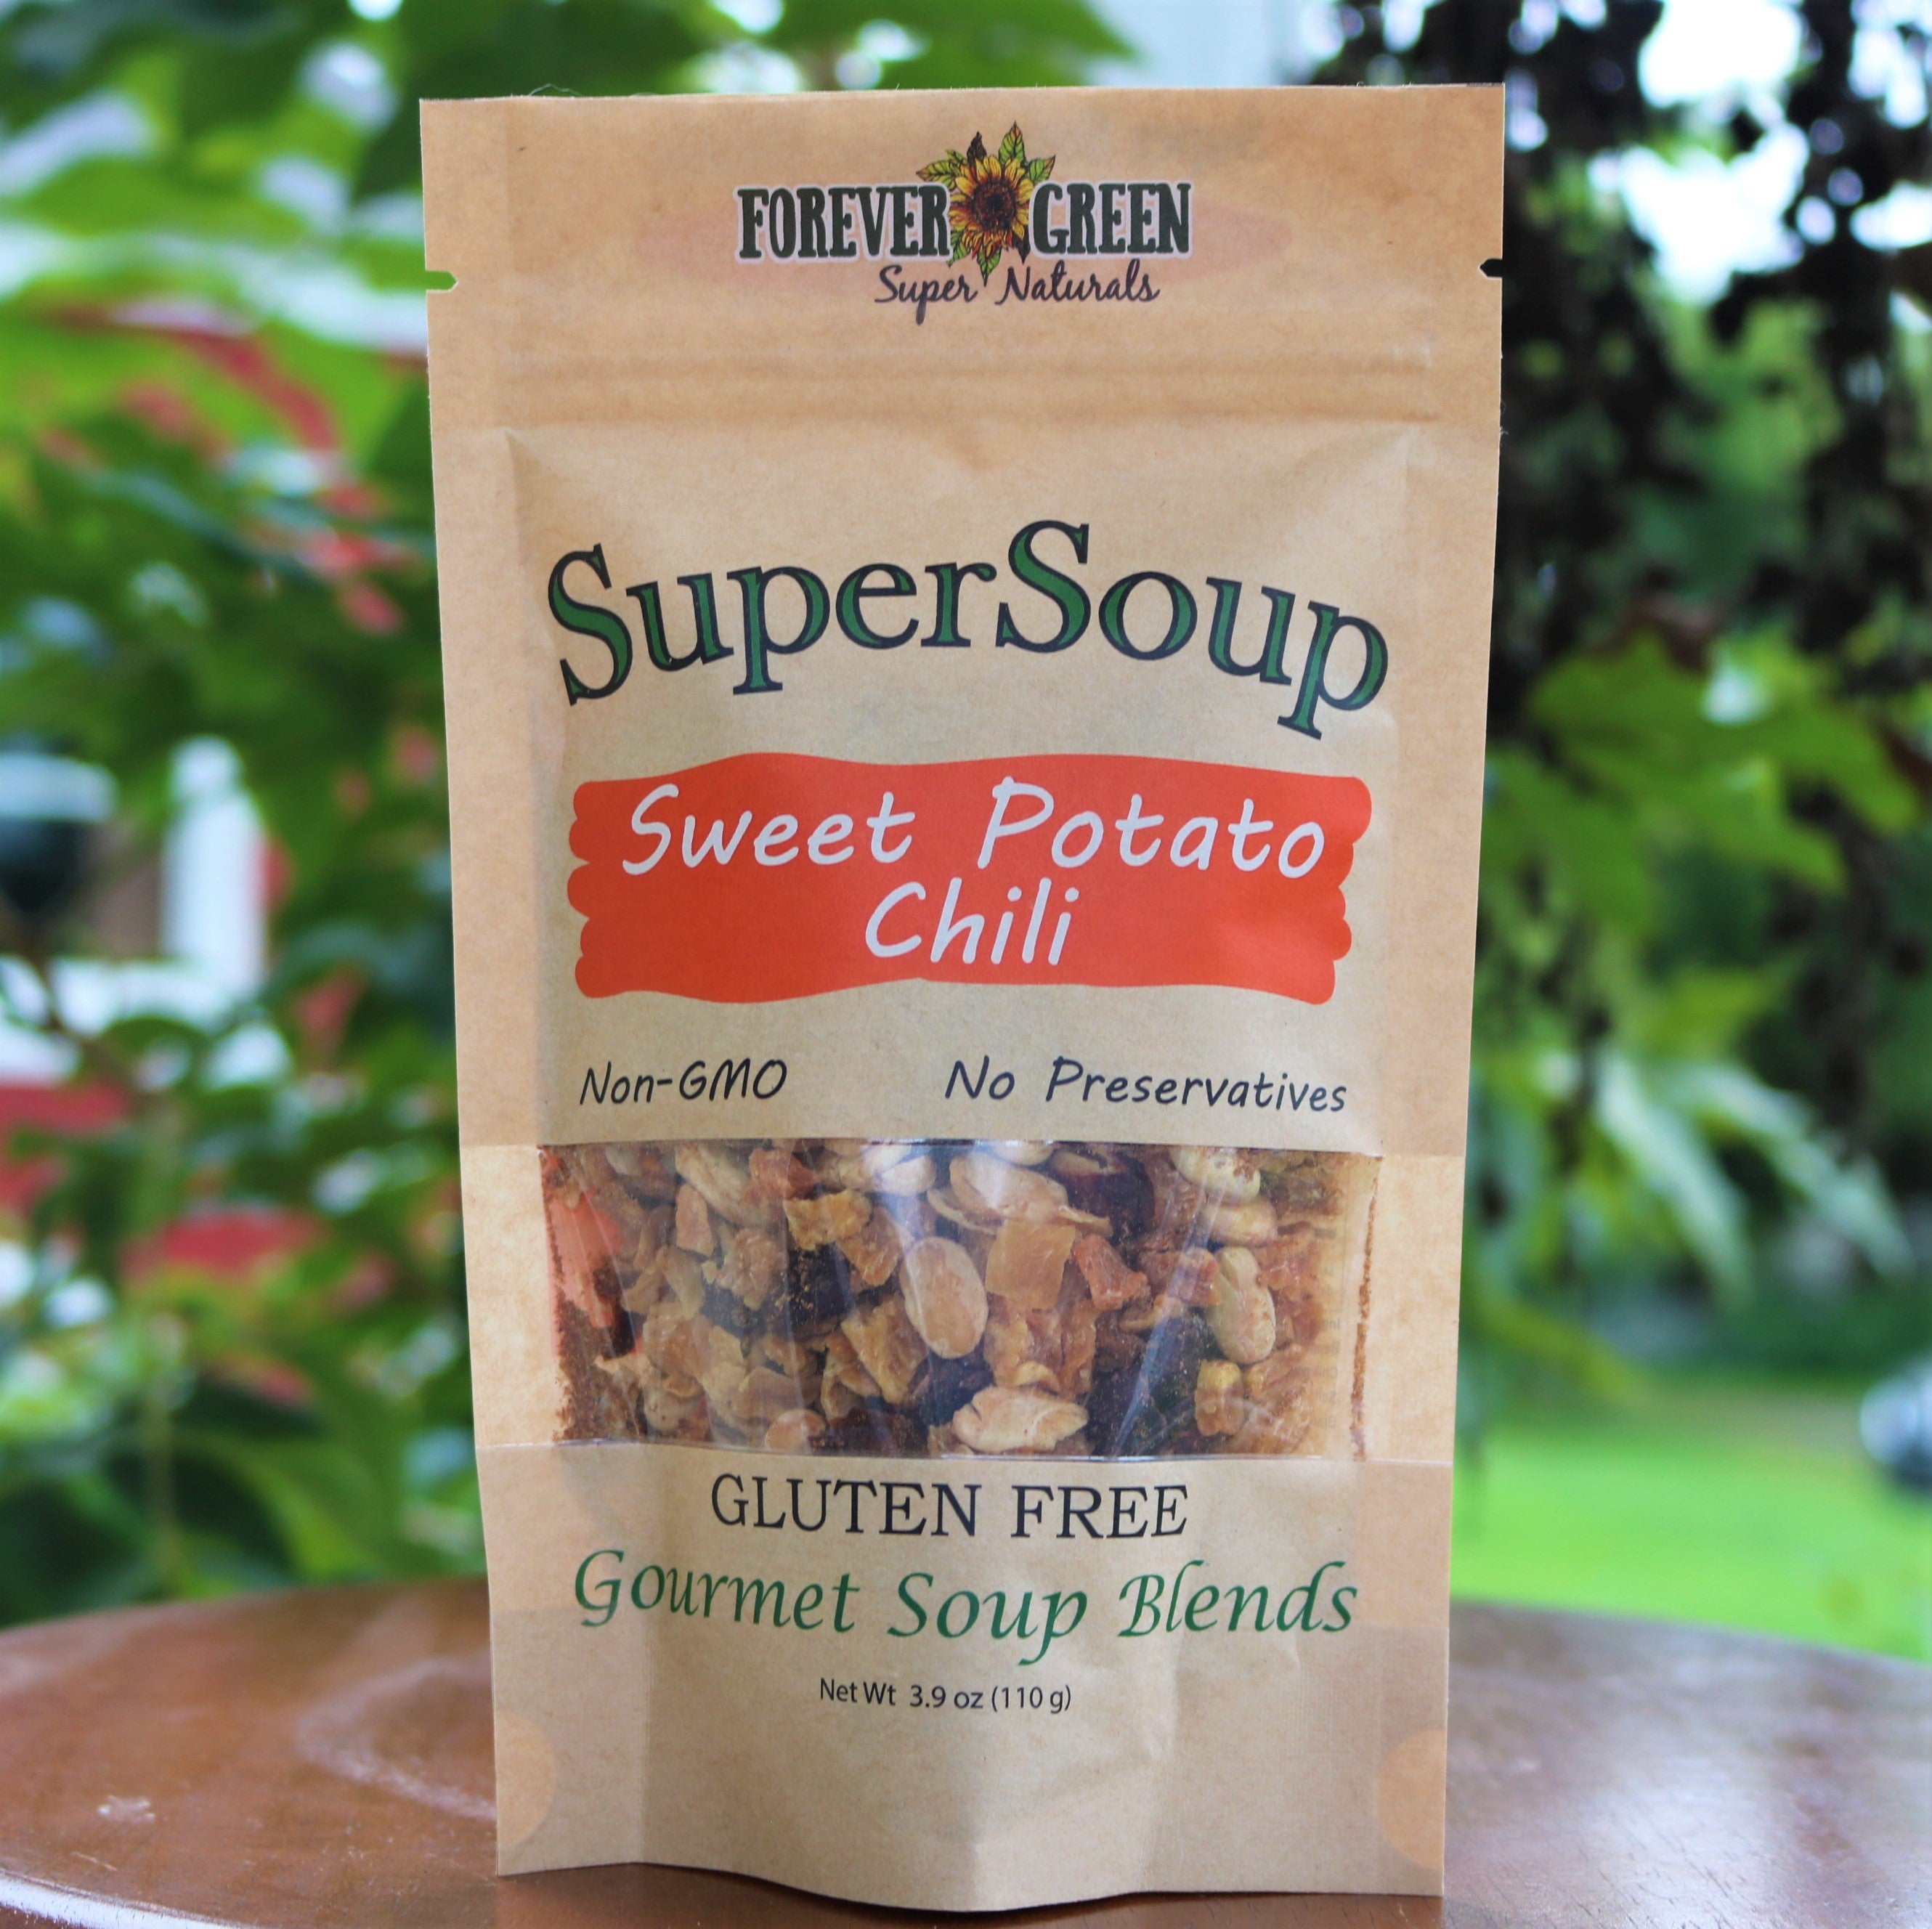 FOREVER GREEN
Super Naturals
SuperSoup
Sweet Potato
Chili
Non-GMO No Preservatives
GLUTEN FREE
Gourmet Soup Blends
Net Wt 3.9 oz (110 g)